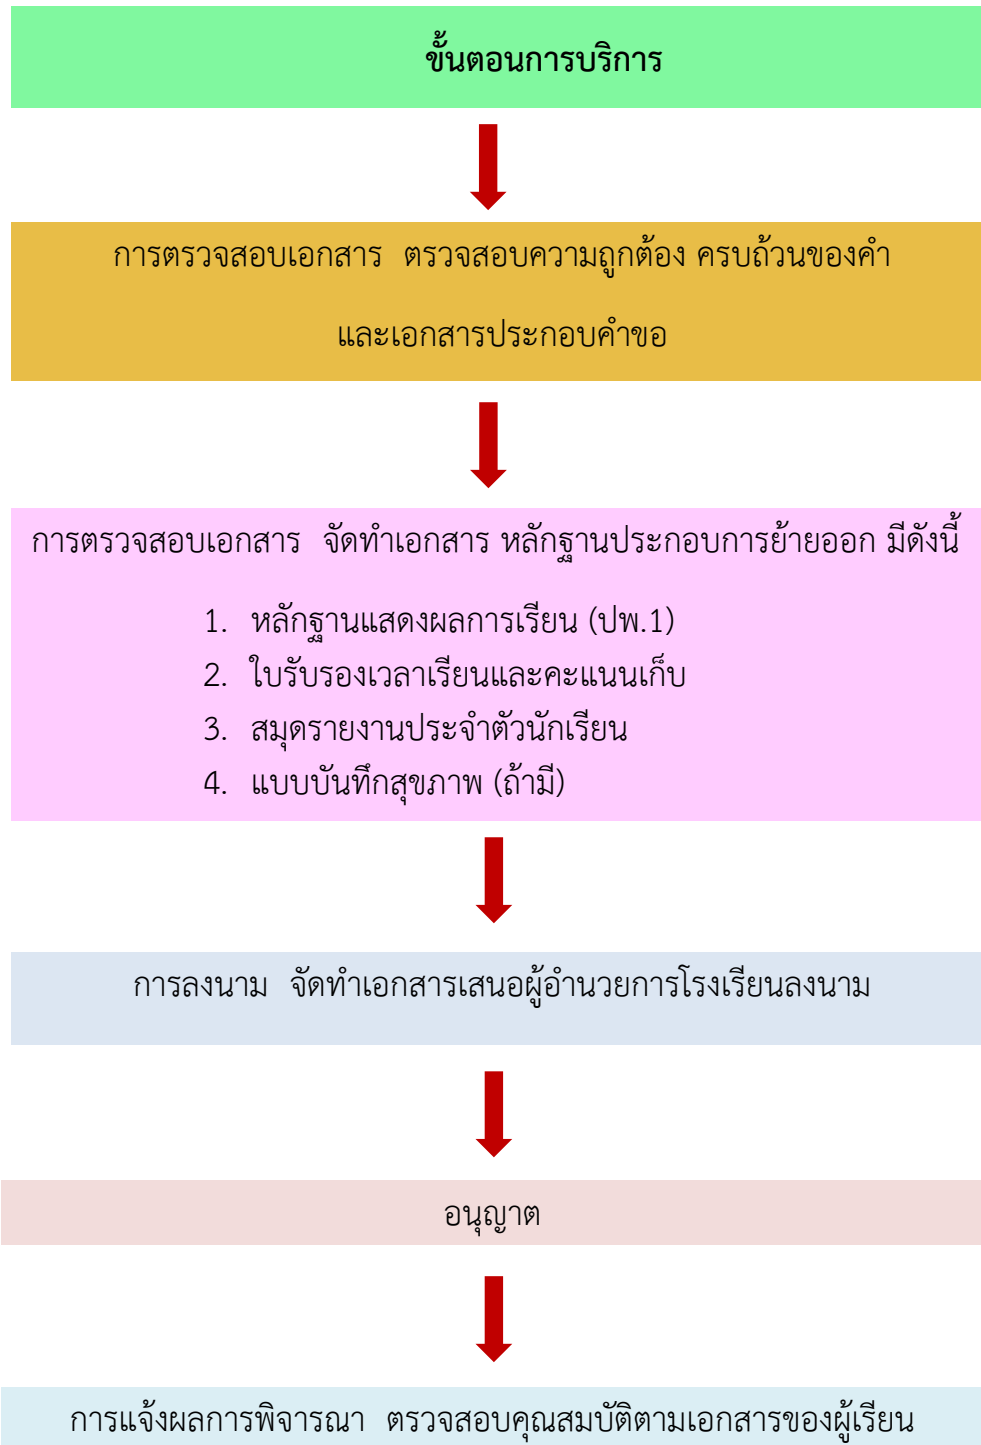 ขั้นตอนการบริการ
การตรวจสอบเอกสาร ตรวจสอบความถูกต้อง ครบถ้วนของคำ
และเอกสารประกอบคำขอ
การตรวจสอบเอกสาร จัดทำเอกสาร หลักฐานประกอบการย้ายออก มีดังนี้
1. หลักฐานแสดงผลการเรียน (ปพ.1)
2. ใบรับรองเวลาเรียนและคะแนนเก็บ
3. สมุดรายงานประจำตัวนักเรียน
4. แบบบันทึกสุขภาพ (ถ้ามี)
การลงนาม จัดทำเอกสารเสนอผู้อำนวยการโรงเรียนลงนาม
อนุญาต
การแจ้งผลการพิจารณา ตรวจสอบคุณสมบัติตามเอกสารของผู้เรียน